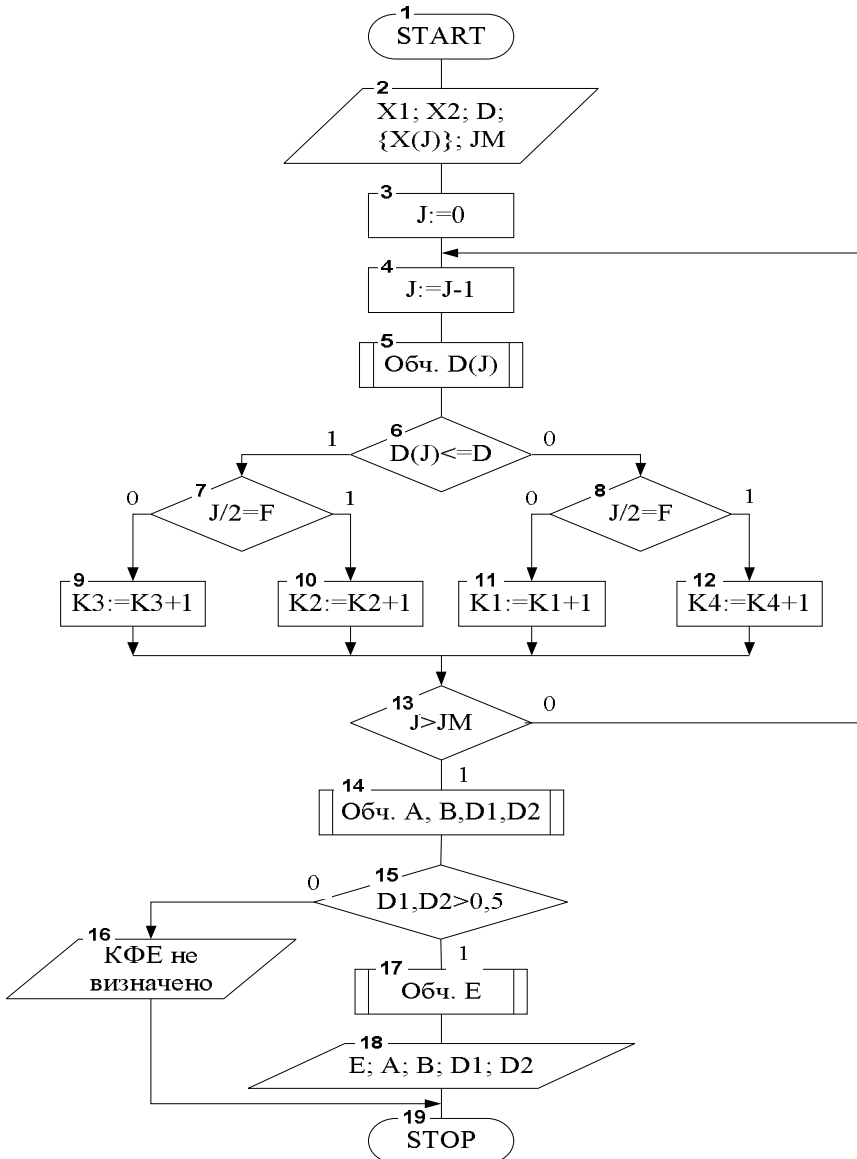 1
START
2
X1; X2; D;
{X(J)}; JM
3
J:=0
4
J:=J-1
5
Обч. D(J)
6
1
D(J)<=D
0
7
0
J/2=F
1
8
0
J/2=F
1
9
K3:=K3+1
10
K2:=K2+1
11
K1:=K1+1
12
K4:=K4+1
13
0
J>JM
1
14
Обч. A, B,D1,D2
15
0
D1,D2>0,5
1
16
КФЕ не
визначено
17
Обч. E
18
E; A; B; D1; D2
19
STOP